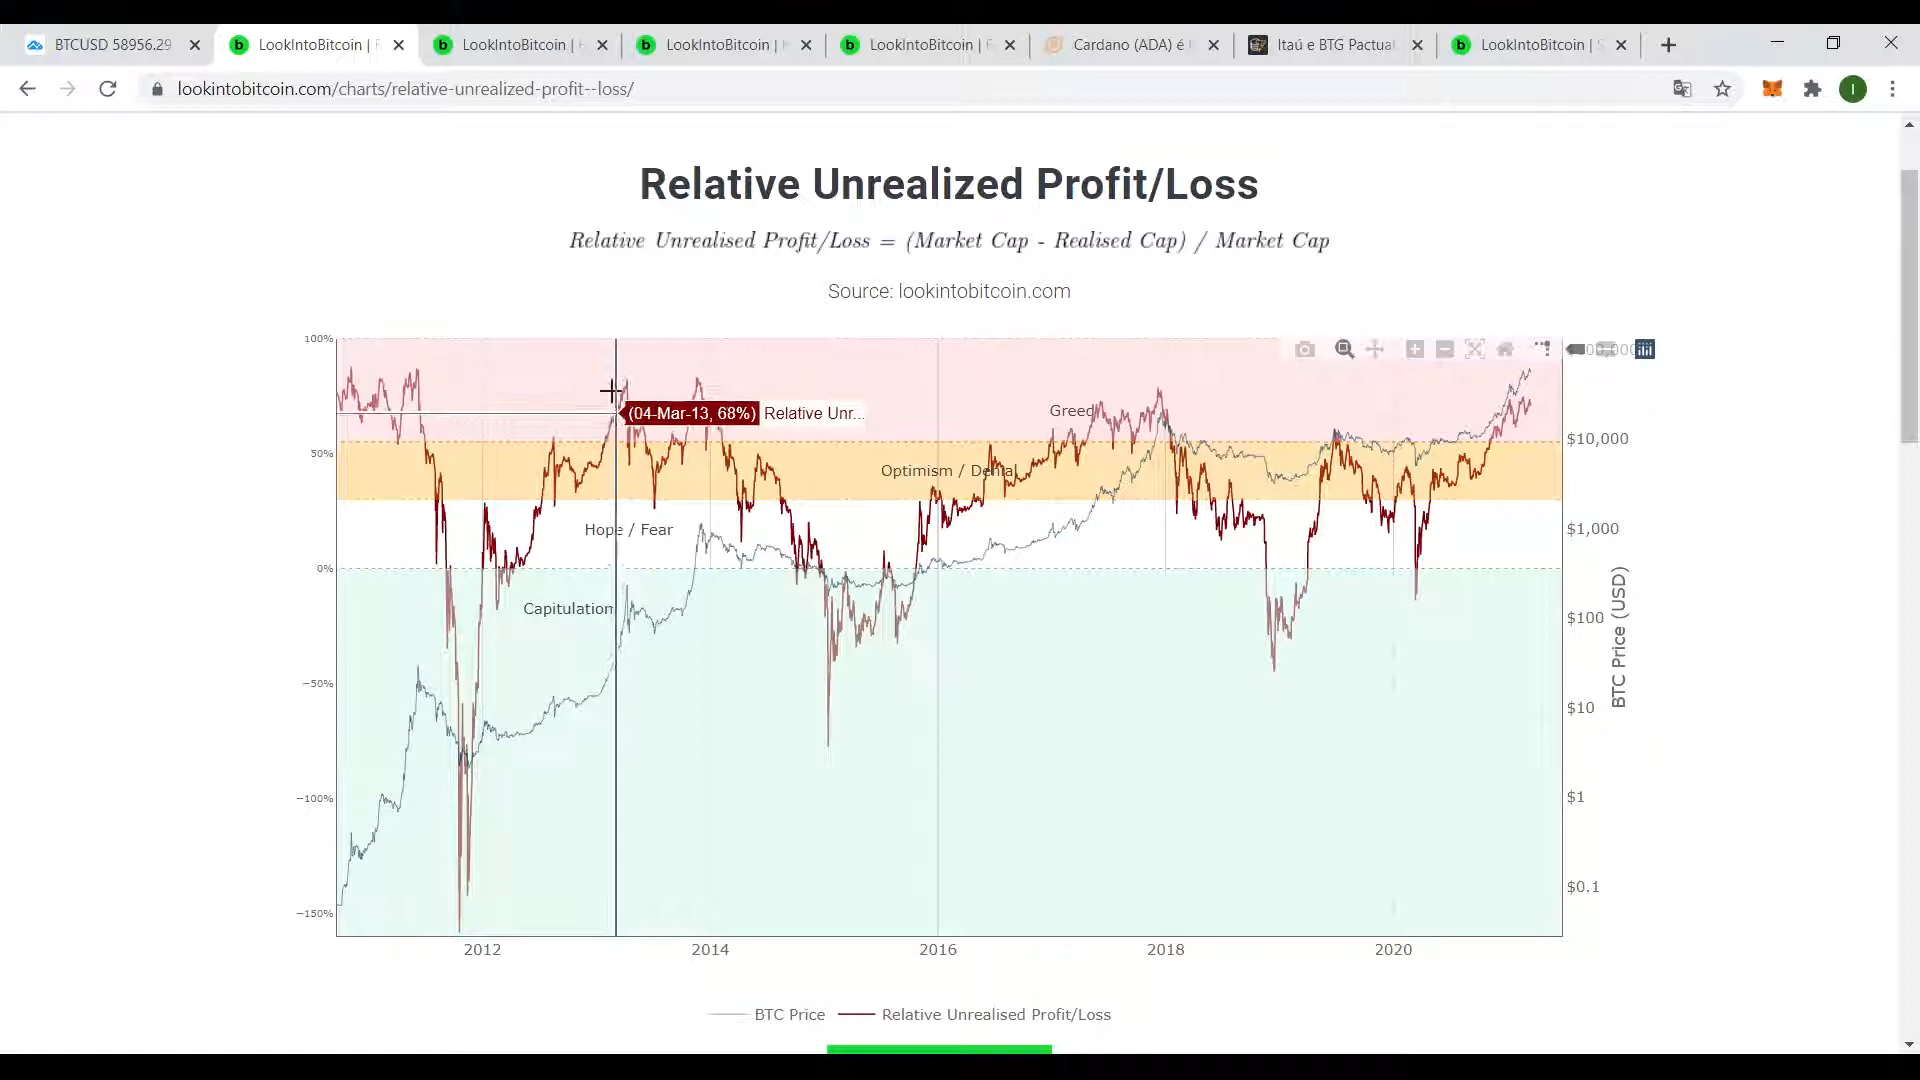 BTCUSD 58956.29
LookIntoBitcoin |
LookIntoBitcoin |
LookIntoBitcoin |
LookIntoBitcoin |
Cardano (ADA) é
Itaú e BTG Pactual
LookIntoBitcoin | S
lookintobitcoin.com/charts/relative-unrealized-profit--loss/
I
Relative Unrealized Profit/Loss
Relative Unrealised Profit/Loss = (Market Cap - Realised Cap) / Market Cap
Source: lookintobitcoin.com
100%
50%
0%
−50%
−100%
−150%
(04-Mar-13, 68%) Relative Unr...
Greed
Optimism / Denial
Hope / Fear
Capitulation
$10,000
$1,000
$100
$10
$1
$0.1
BTC Price (USD)
2012
2014
2016
2018
2020
BTC Price
Relative Unrealised Profit/Loss